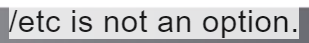 /etc is not an option.